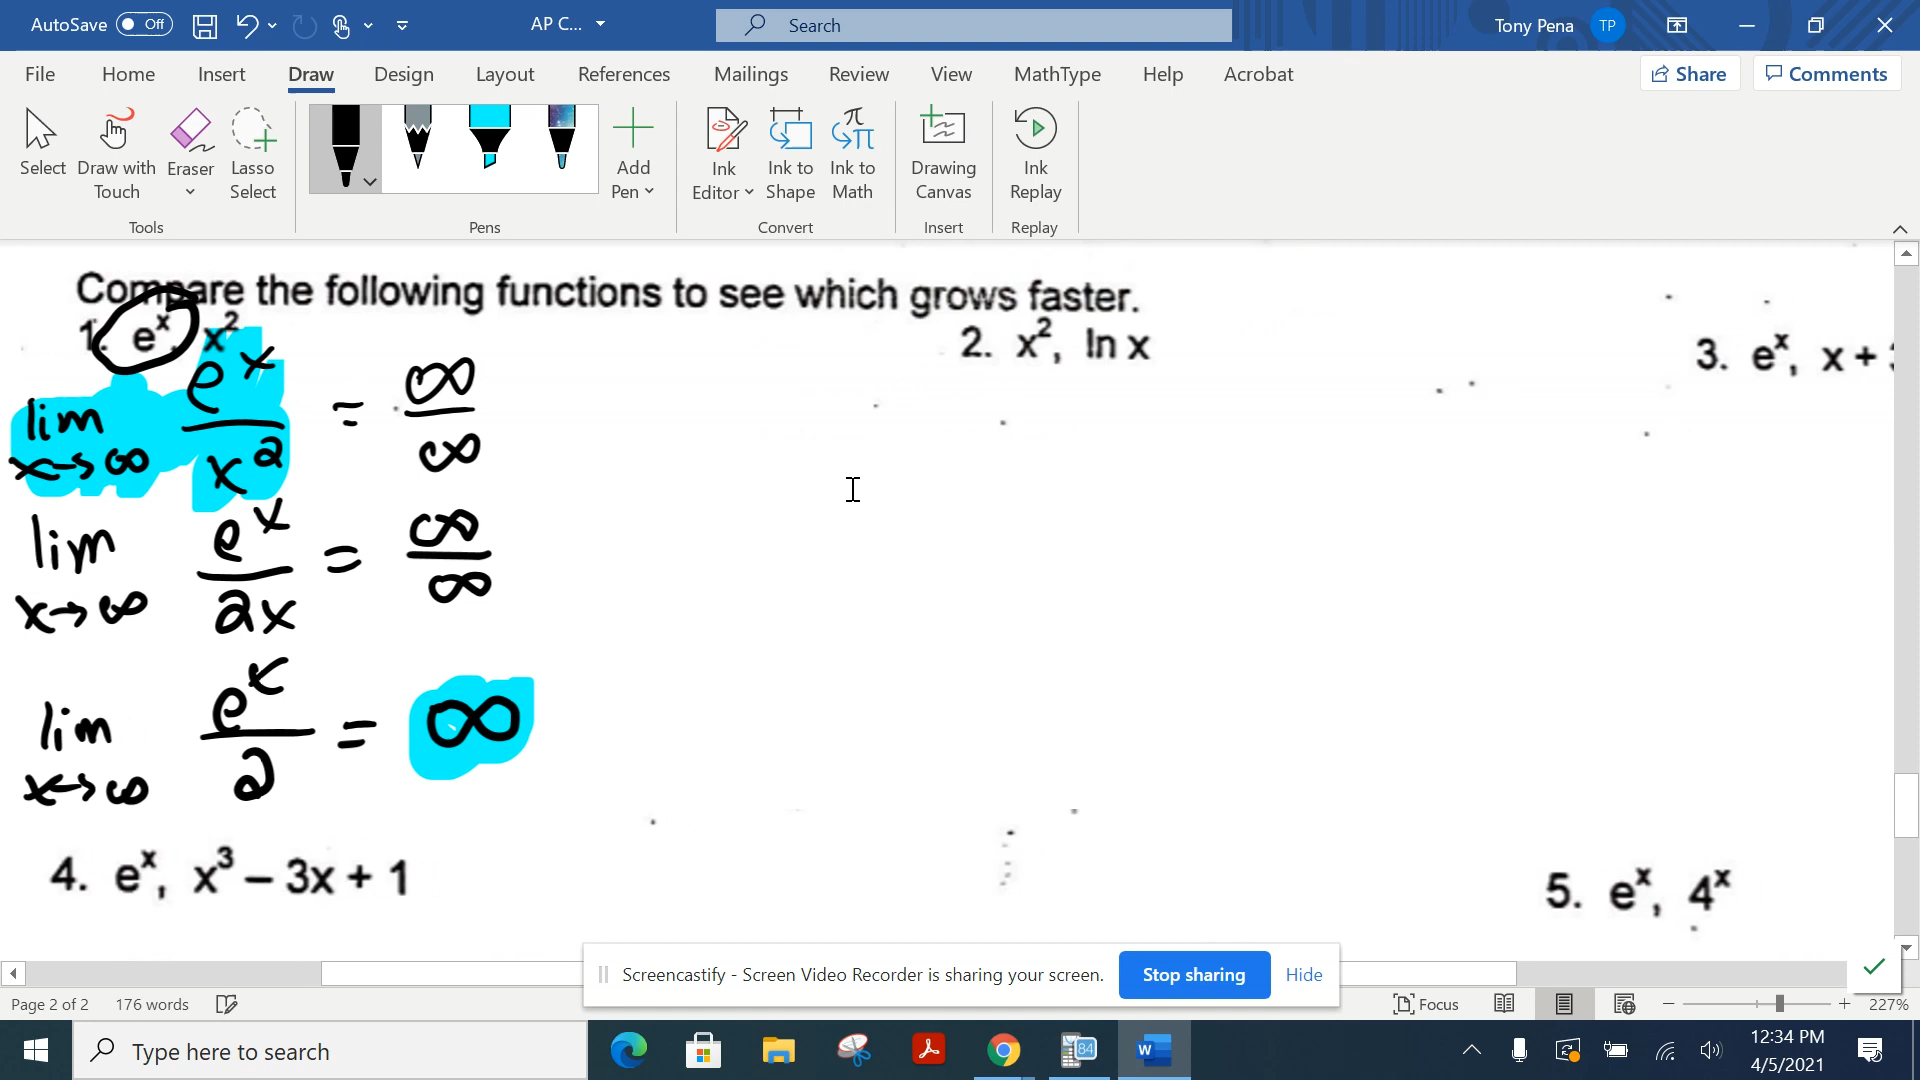 AutoSave Off AP C... Search Tony Pena TP
File Home Insert Draw Design Layout References Mailings Review View MathType Help Acrobat Share Comments
Select Draw with Touch Eraser Lasso Select Add Pen Ink Editor Ink to Shape Ink to Math Drawing Canvas Ink Replay
Tools Pens Convert Insert Replay
Compare the following functions to see which grows faster.
1. eˣ, x²
2. x², ln x
3. eˣ, x +
lim x→∞ eˣ/x² = ∞/∞
lim x→∞ eˣ/2x = ∞/∞
lim x→∞ eˣ/2 = ∞
4. eˣ, x³ – 3x + 1
5. eˣ, 4ˣ
Screencastify - Screen Video Recorder is sharing your screen. Stop sharing Hide
Page 2 of 2 176 words Focus 227%
Type here to search 84 W 12:34 PM
4/5/2021